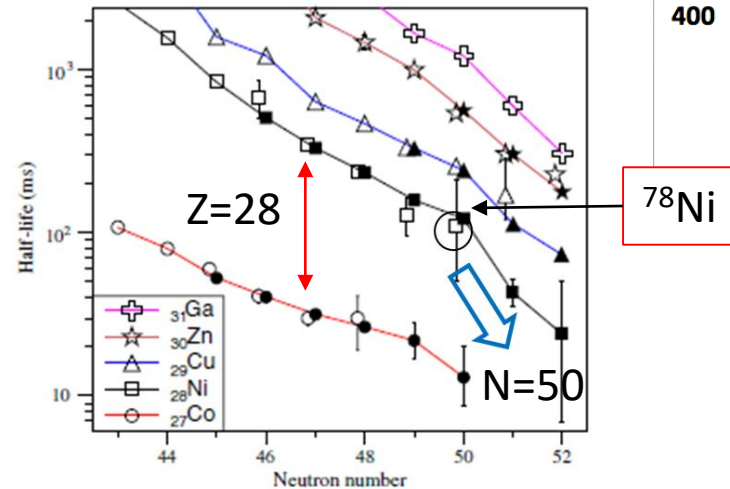 400
10³
10²
10
Half-life (ms)
Z=28
⁷⁸Ni
N=50
₃₁Ga
₃₀Zn
₂₉Cu
₂₈Ni
₂₇Co
44 46 48 50 52
Neutron number